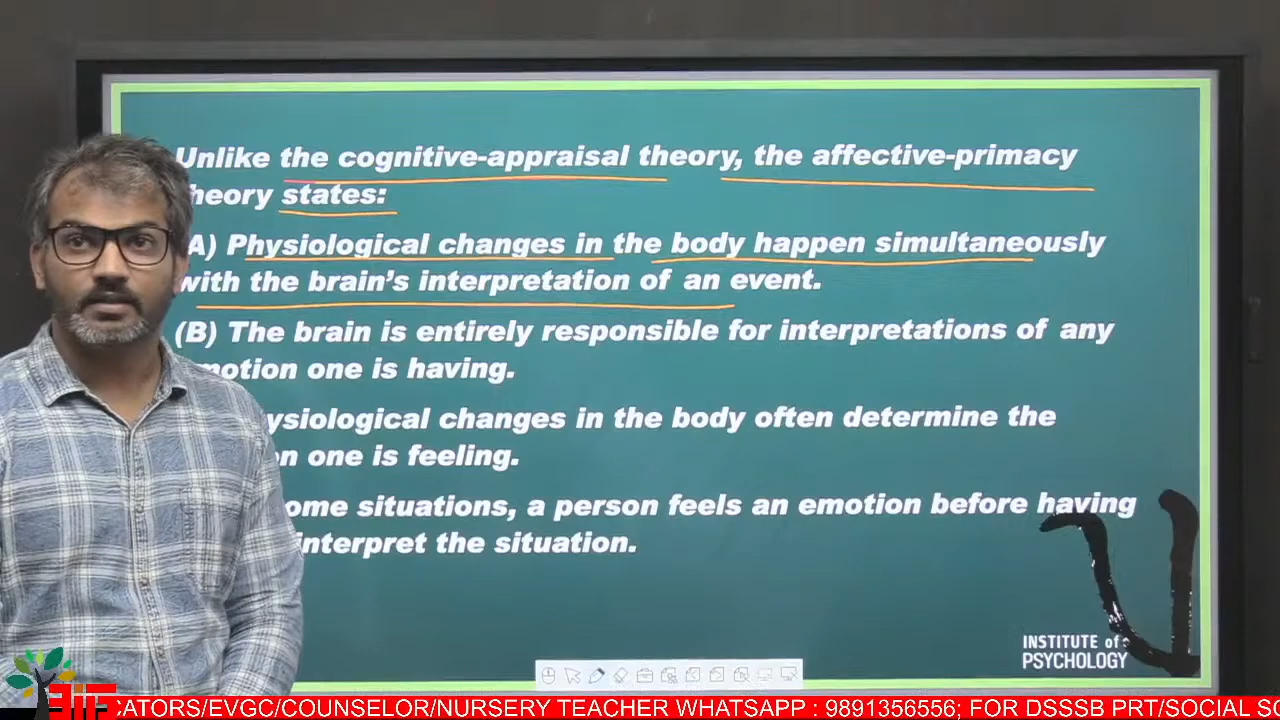 Unlike the cognitive-appraisal theory, the affective-primacy
heory states:
A) Physiological changes in the body happen simultaneously
with the brain's interpretation of an event.
(B) The brain is entirely responsible for interpretations of any
motion one is having.
ysiological changes in the body often determine the
on one is feeling.
ome situations, a person feels an emotion before having
interpret the situation.
INSTITUTE of
PSYCHOLOGY
CATORS/EVGC/COUNSELOR/NURSERY TEACHER WHATSAPP : 9891356556; FOR DSSSB PRT/SOCIAL SC